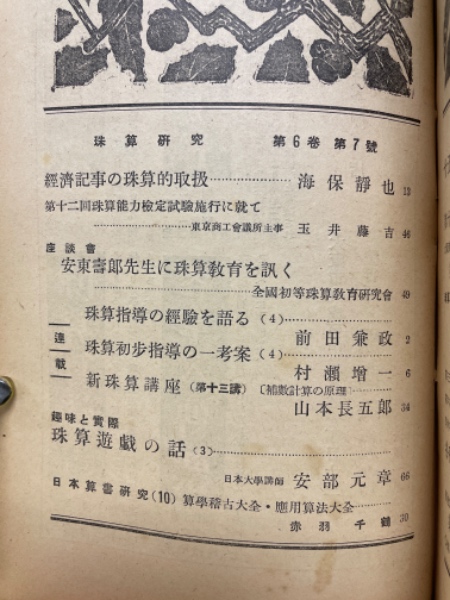 珠算研究 第6卷 第7號
經濟記事の珠算的取扱……………海保靜也 13
第十二回珠算能力檢定試驗施行に就て
……………東京商工會議所主事 玉井藤吉 46
座談會
安東壽郎先生に珠算敎育を訊く
……………全國初等珠算敎育硏究會 49
連載
珠算指導の經驗を語る (4)……………
前田兼政 2
珠算初步指導の一考案 (4)……………
村瀨增一 6
新珠算講座 (第十三講) 〔補數計算の原理〕……
山本長五郎 34
趣味と實際
珠算遊戯の話 (3)……………
日本大學講師 安部元章 66
日本算書硏究(10) 算學稽古大全・應用算法大全……
赤羽千鶴 30